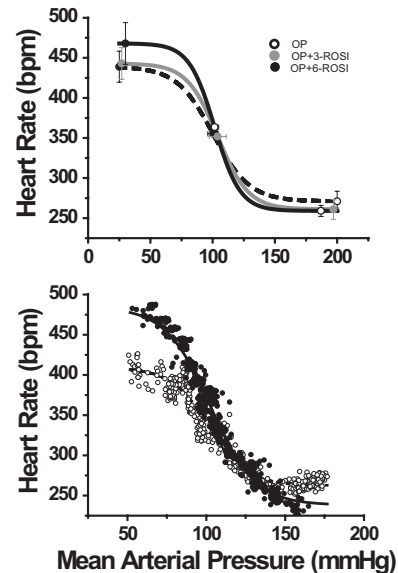 500
450
400
350
300
250
0 50 100 150 200
Heart Rate (bpm)
OP
OP+3-ROSI
OP+6-ROSI
500
450
400
350
300
250
50 100 150 200
Heart Rate (bpm)
Mean Arterial Pressure (mmHg)